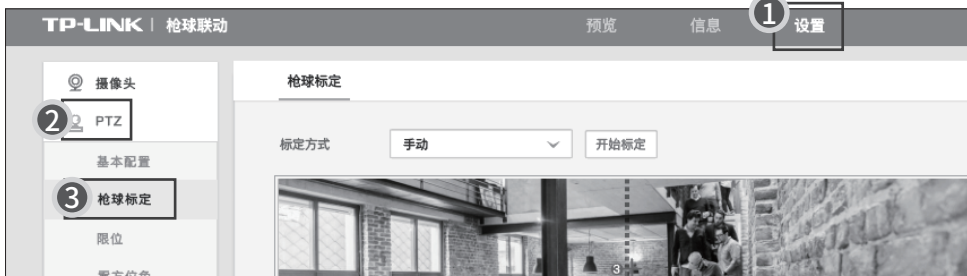 TP-LINK | 枪球联动
预览 信息 1 设置
摄像头
2 PTZ
基本配置
3 枪球标定
限位
枪球标定
标定方式 手动 开始标定
3